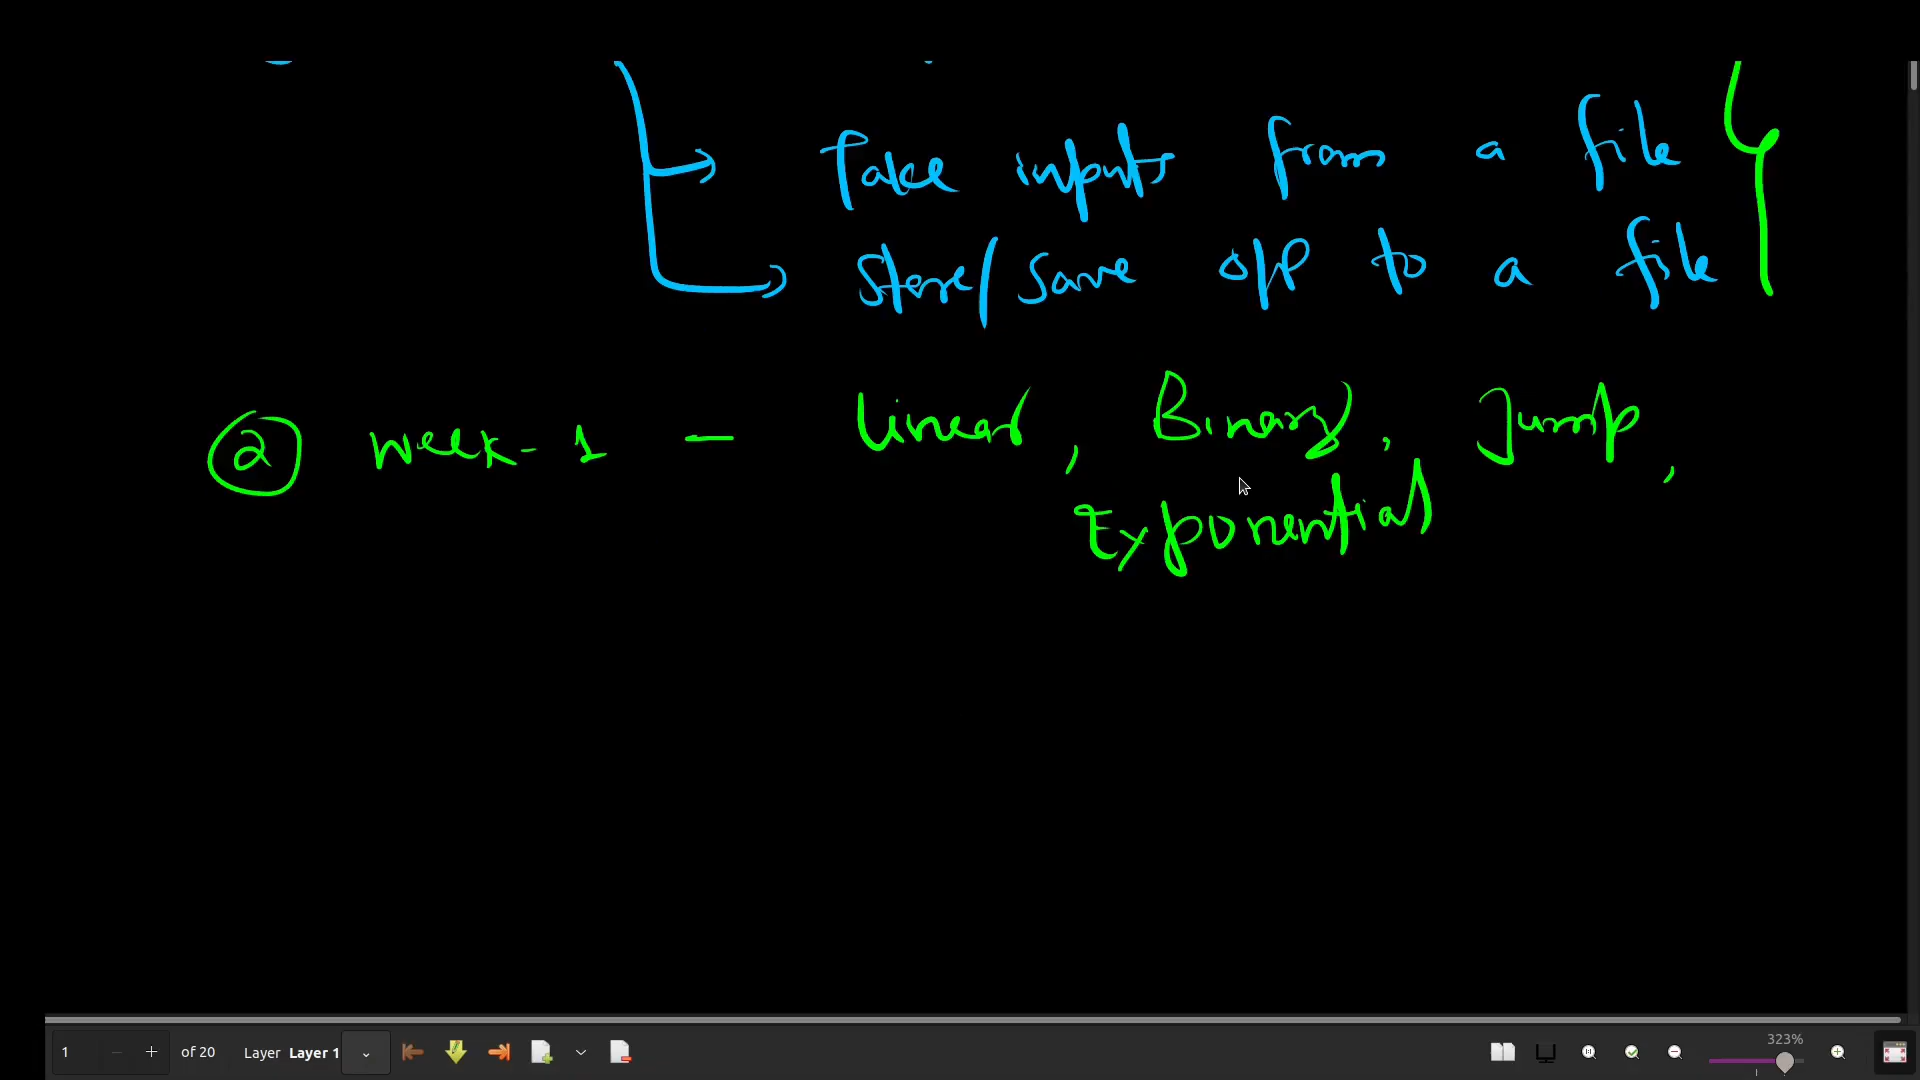 Take inputs from a file
Store/Save O/P to a file
2 week-1 - Linear, Binary, Jump,
Exponential
1 of 20 Layer Layer 1 323%